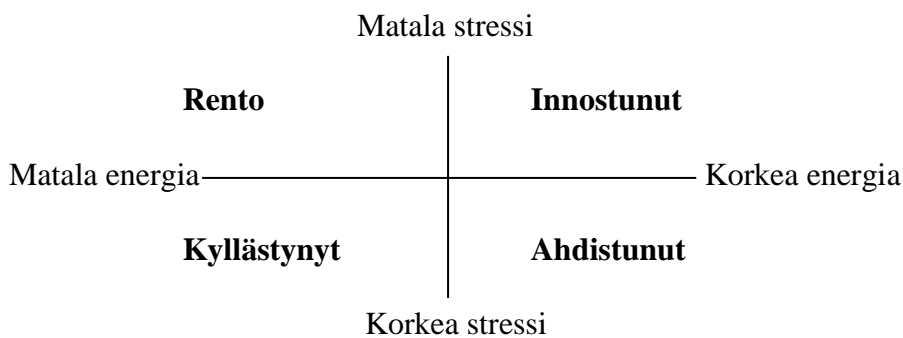 Matala stressi
Rento Innostunut
Matala energia Korkea energia
Kyllästynyt Ahdistunut
Korkea stressi